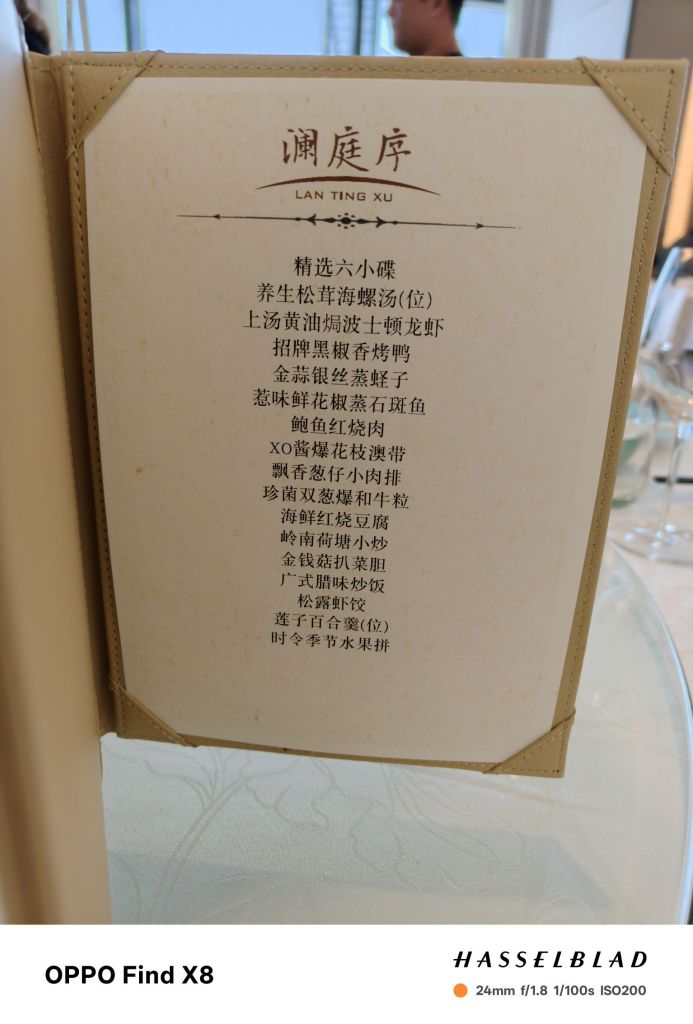 澜庭序
LAN TING XU
精选六小碟
养生松茸海螺汤(位)
上汤黄油焗波士顿龙虾
招牌黑椒香烤鸭
金蒜银丝蒸蛏子
惹味鲜花椒蒸石斑鱼
鲍鱼红烧肉
XO酱爆花枝澳带
飘香葱仔小肉排
珍菌双葱爆和牛粒
海鲜红烧豆腐
岭南荷塘小炒
金钱菇扒菜胆
广式腊味炒饭
松露虾饺
莲子百合羹(位)
时令季节水果拼
OPPO Find X8
HASSELBLAD
24mm f/1.8 1/100s ISO200